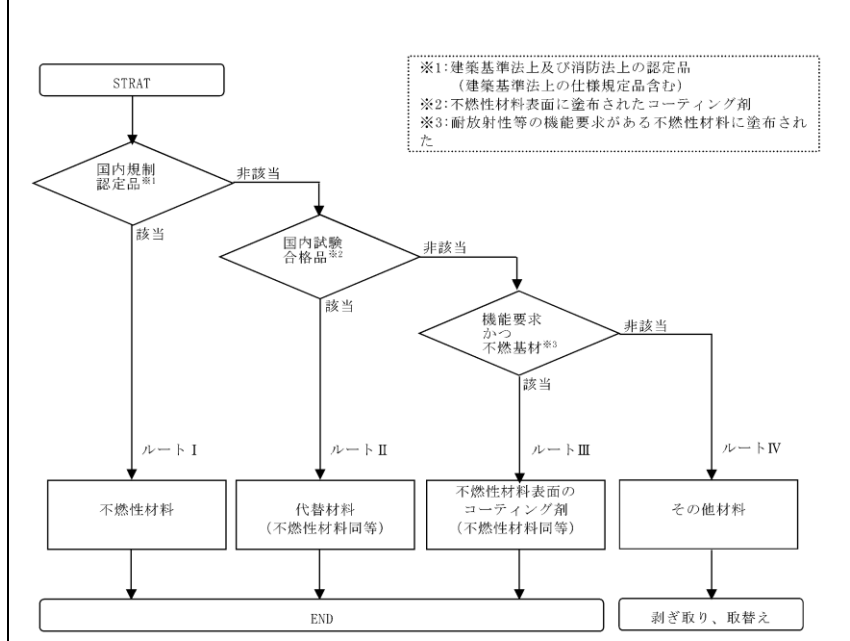 ※1:建築基準法上及び消防法上の認定品
（建築基準法上の仕様規定品含む）
※2:不燃性材料表面に塗布されたコーティング剤
※3:耐放射性等の機能要求がある不燃性材料に塗布され
た
STRAT
国内規制
認定品※1
非該当
該当
国内試験
合格品※2
非該当
該当
機能要求
かつ
不燃基材※3
非該当
該当
ルートⅠ
ルートⅡ
ルートⅢ
ルートⅣ
不燃性材料
代替材料
（不燃性材料同等）
不燃性材料表面の
コーティング剤
（不燃性材料同等）
その他材料
END
剥ぎ取り、取替え